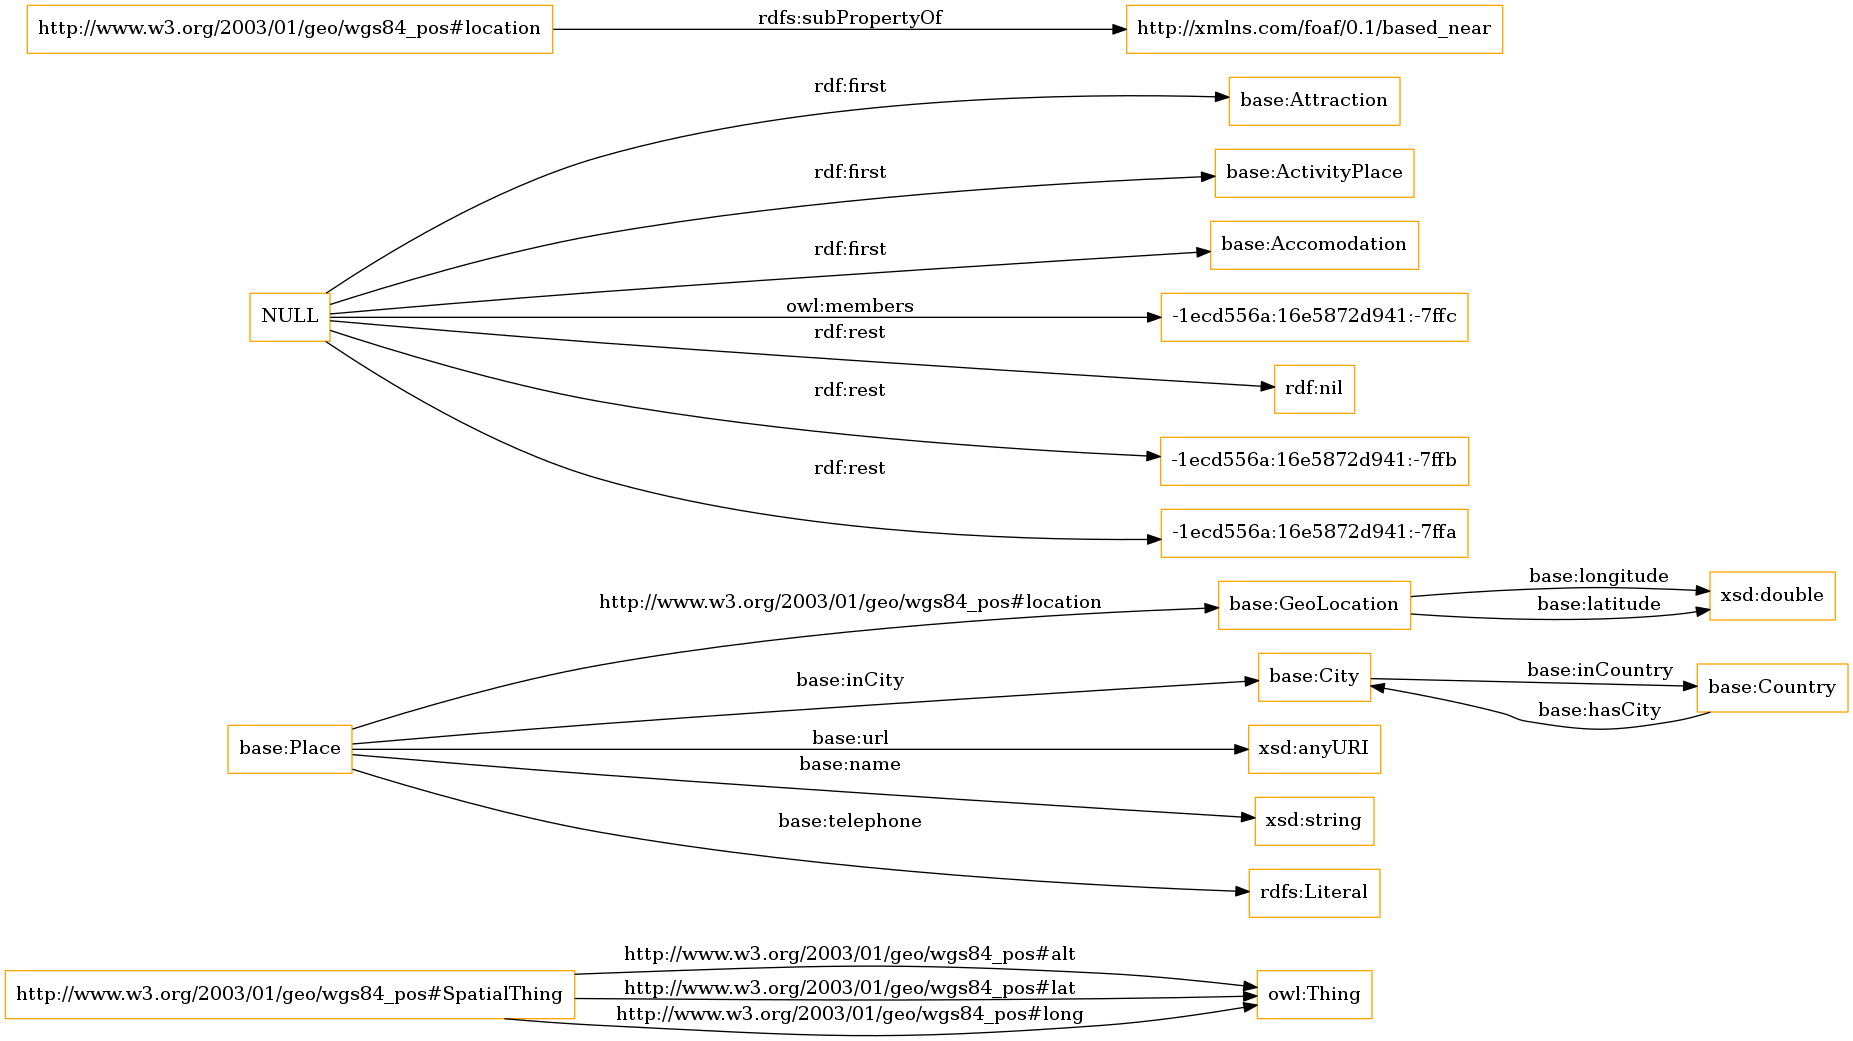 http://www.w3.org/2003/01/geo/wgs84_pos#location
rdfs:subPropertyOf
http://xmlns.com/foaf/0.1/based_near
rdf:first
base:Attraction
rdf:first
base:ActivityPlace
rdf:first
base:Accomodation
NULL
owl:members
-1ecd556a:16e5872d941:-7ffc
rdf:rest
rdf:nil
rdf:rest
-1ecd556a:16e5872d941:-7ffb
rdf:rest
-1ecd556a:16e5872d941:-7ffa
http://www.w3.org/2003/01/geo/wgs84_pos#location
base:GeoLocation
base:longitude
base:latitude
xsd:double
base:inCity
base:City
base:inCountry
base:Country
base:hasCity
base:Place
base:url
xsd:anyURI
base:name
xsd:string
base:telephone
rdfs:Literal
http://www.w3.org/2003/01/geo/wgs84_pos#alt
http://www.w3.org/2003/01/geo/wgs84_pos#SpatialThing
http://www.w3.org/2003/01/geo/wgs84_pos#lat
owl:Thing
http://www.w3.org/2003/01/geo/wgs84_pos#long